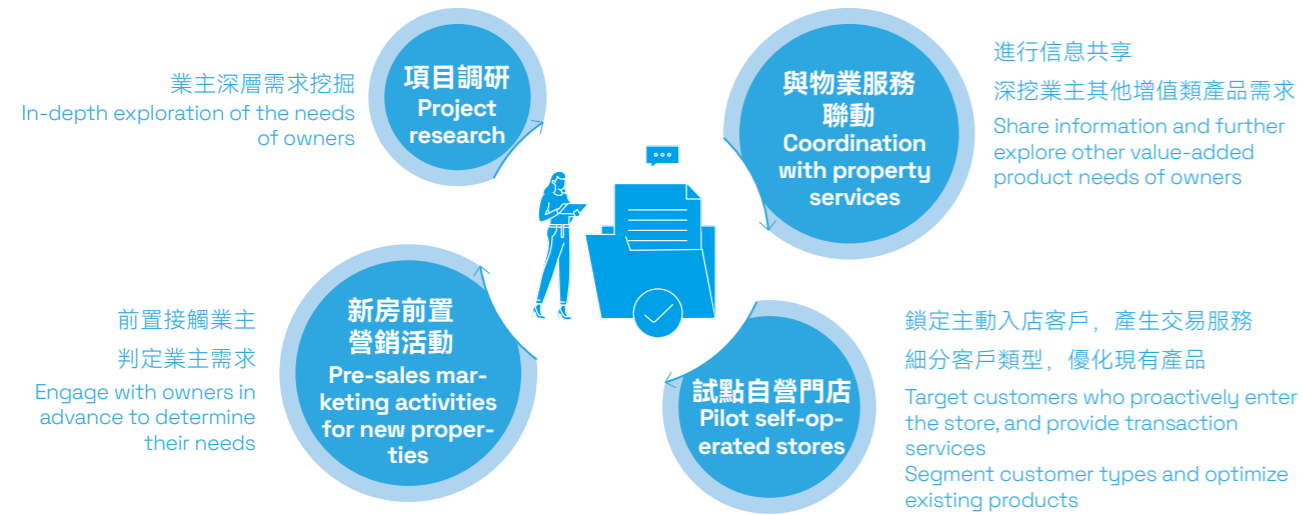 業主深層需求挖掘
In-depth exploration of the needs
of owners
項目調研
Project
research
與物業服務
聯動
Coordination
with property
services
進行信息共享
深挖業主其他增值類產品需求
Share information and further
explore other value-added
product needs of owners
前置接觸業主
判定業主需求
Engage with owners in
advance to determine
their needs
新房前置
營銷活動
Pre-sales mar-
keting activities
for new proper-
ties
試點自營門店
Pilot self-op-
erated stores
鎖定主動入店客戶，產生交易服務
細分客戶類型，優化現有產品
Target customers who proactively enter
the store, and provide transaction
services
Segment customer types and optimize
existing products